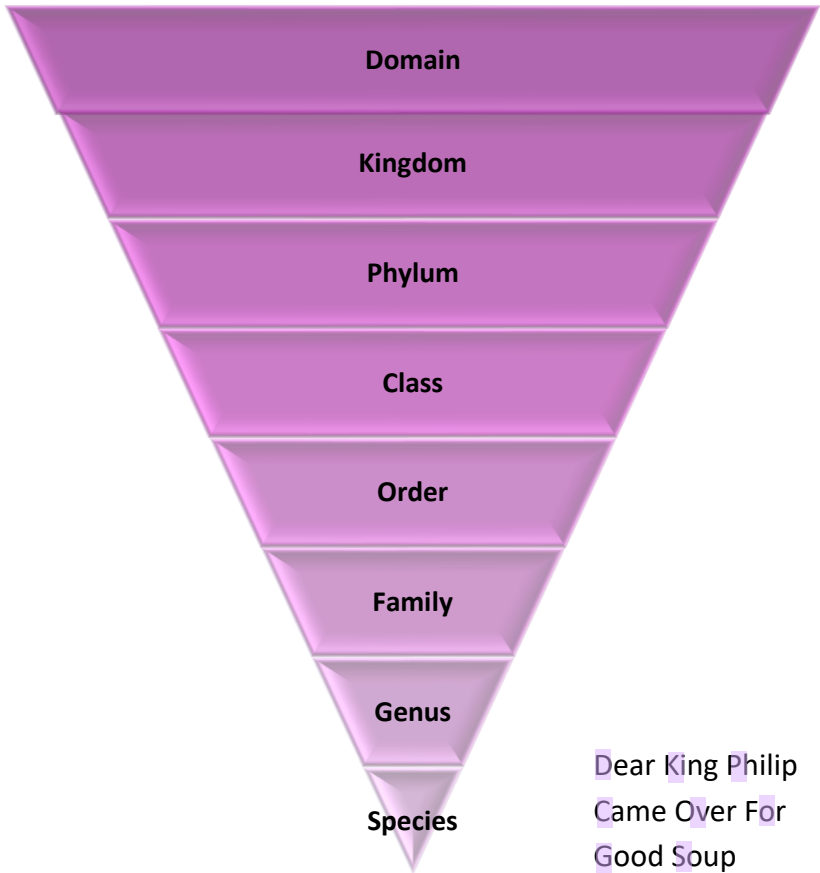 Domain
Kingdom
Phylum
Class
Order
Family
Genus
Species
Dear King Philip
Came Over For
Good Soup